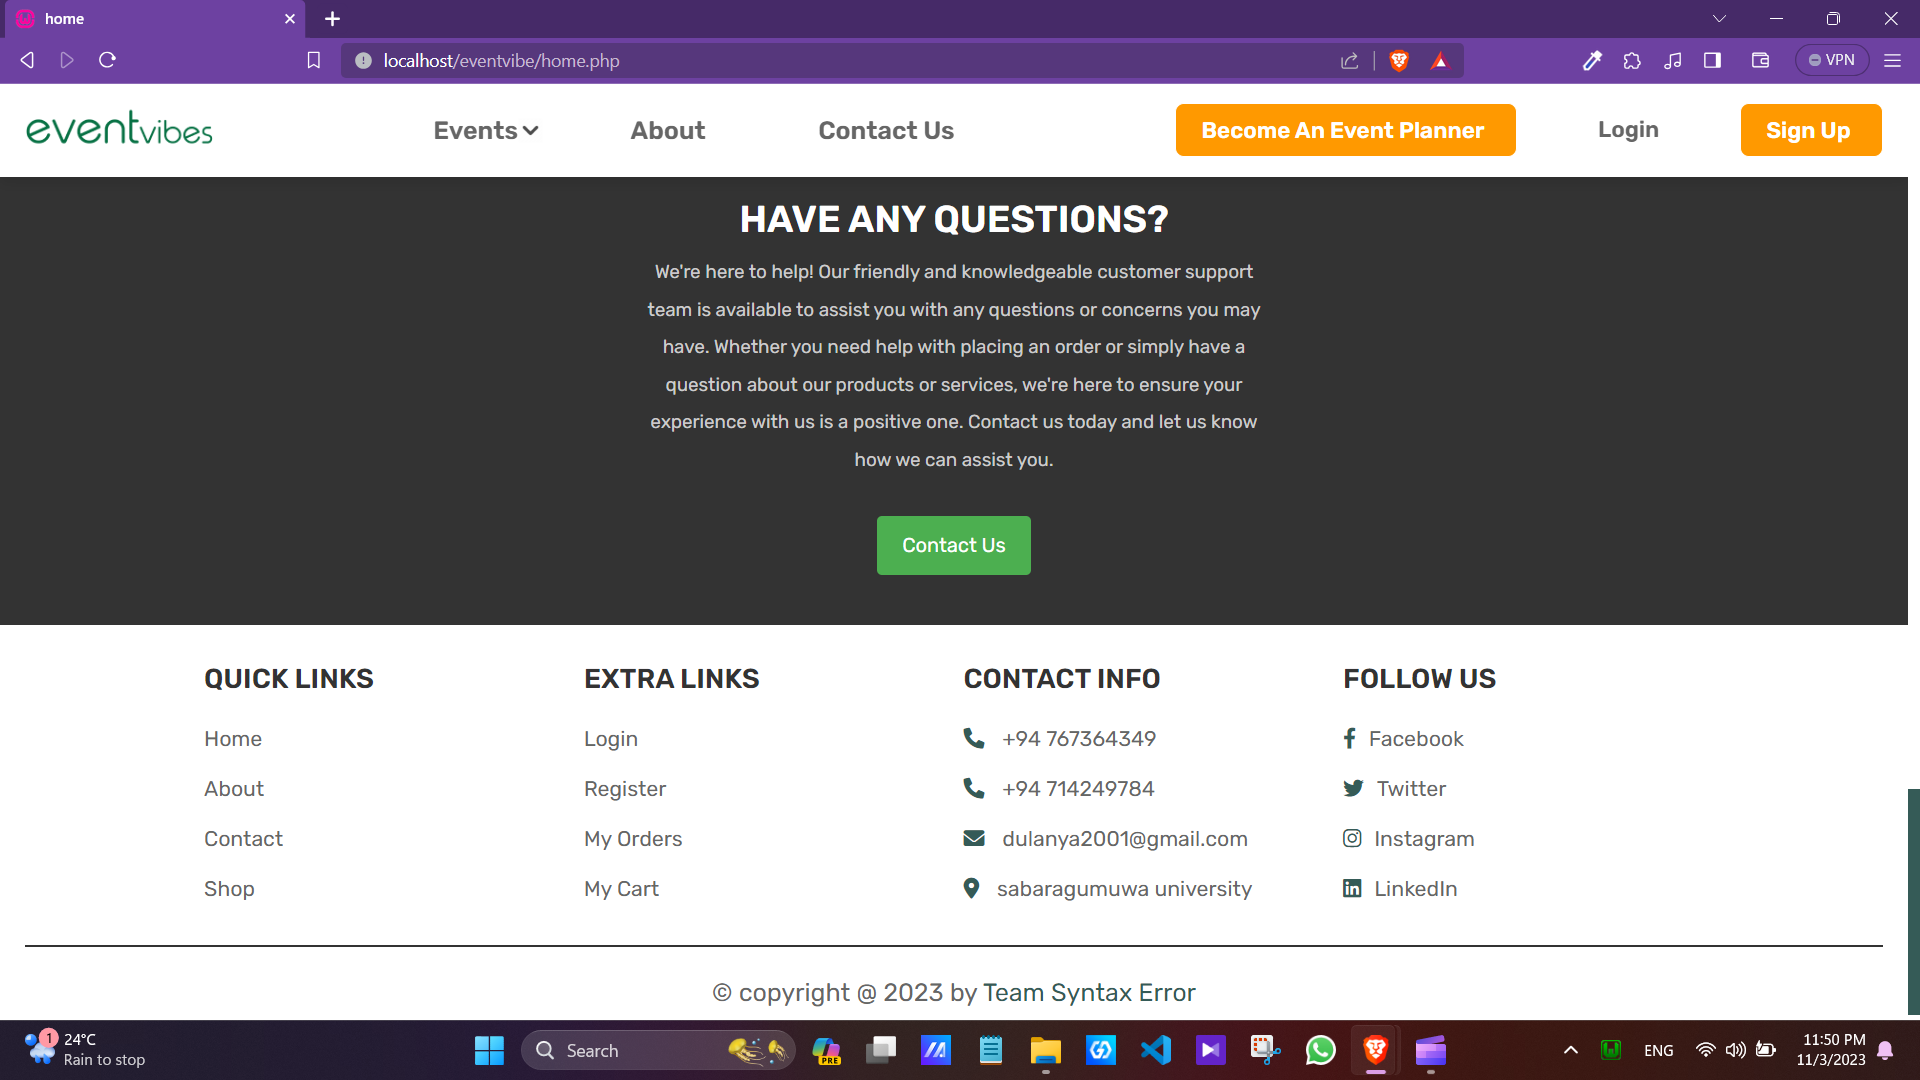 home
localhost/eventvibe/home.php
VPN
eventvibes
Events
About
Contact Us
Become An Event Planner
Login
Sign Up
HAVE ANY QUESTIONS?
We're here to help! Our friendly and knowledgeable customer support
team is available to assist you with any questions or concerns you may
have. Whether you need help with placing an order or simply have a
question about our products or services, we're here to ensure your
experience with us is a positive one. Contact us today and let us know
how we can assist you.
Contact Us
QUICK LINKS
Home
About
Contact
Shop
EXTRA LINKS
Login
Register
My Orders
My Cart
CONTACT INFO
+94 767364349
+94 714249784
dulanya2001@gmail.com
sabaragumuwa university
FOLLOW US
Facebook
Twitter
Instagram
LinkedIn
© copyright @ 2023 by Team Syntax Error
1
24°C
Rain to stop
Search
PRE
ENG
11:50 PM
11/3/2023